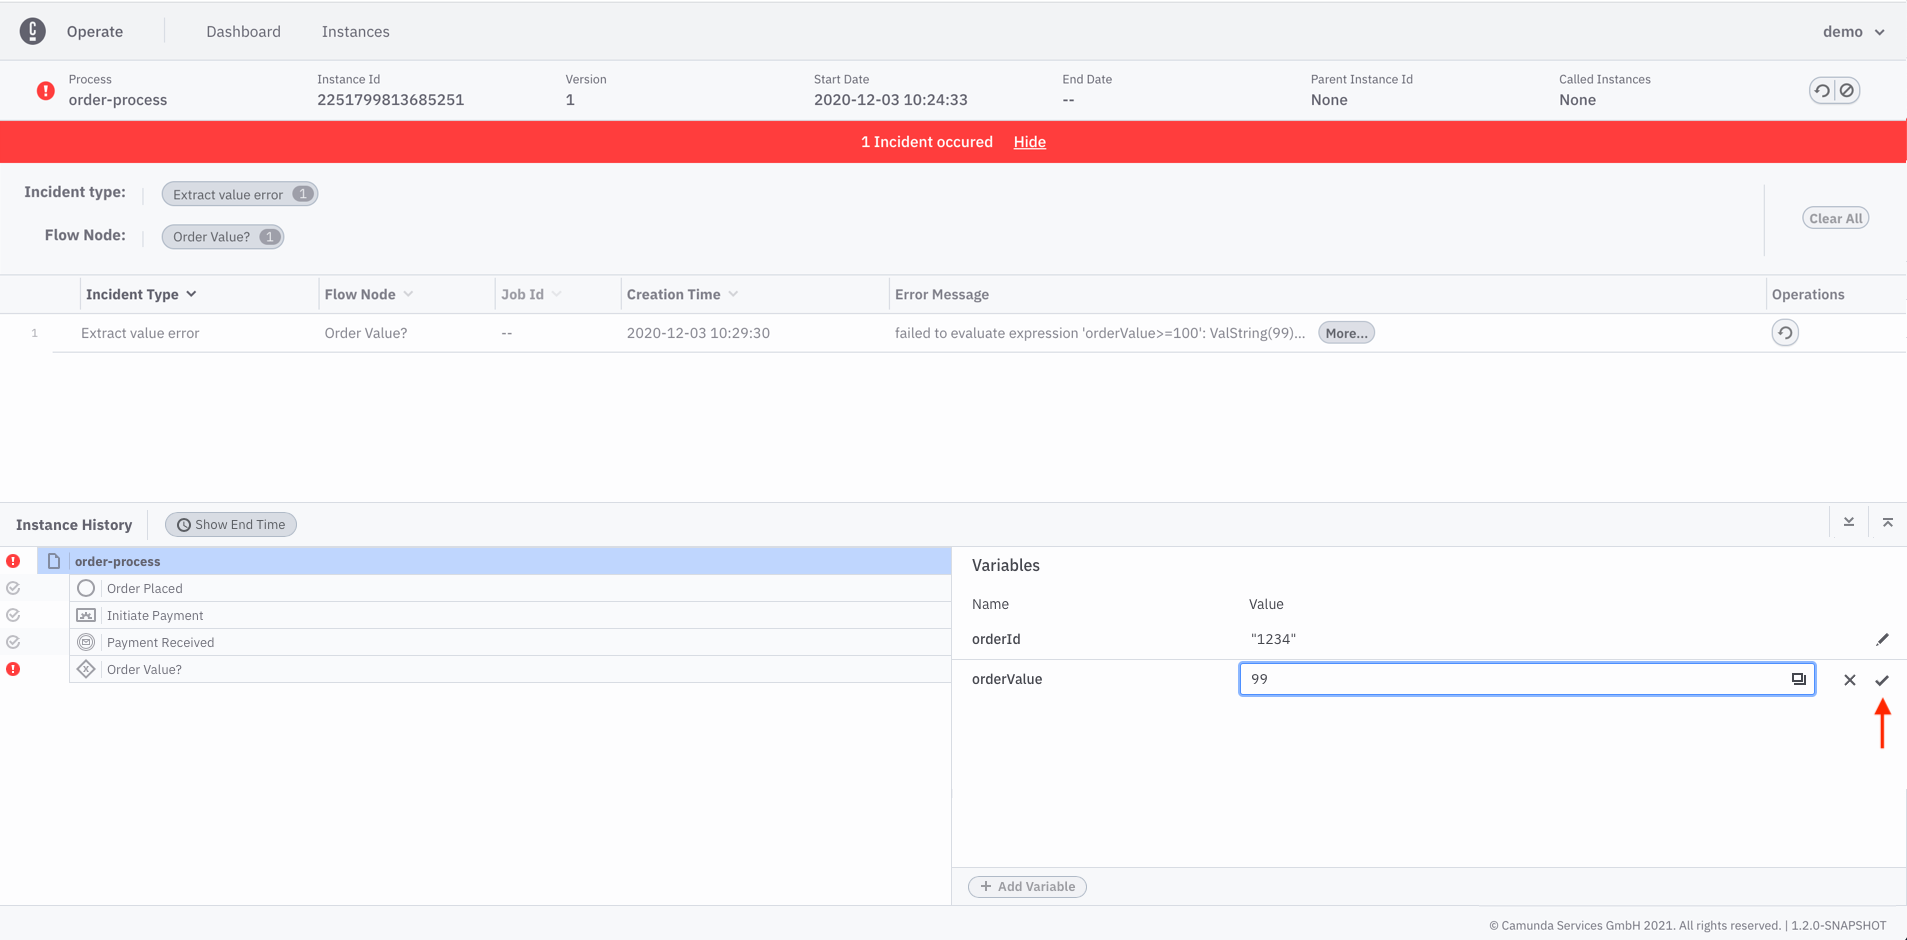 Operate Dashboard Instances demo
Process Instance Id Version Start Date End Date Parent Instance Id Called Instances
order-process 2251799813685251 1 2020-12-03 10:24:33 -- None None
1 Incident occured Hide
Incident type: Extract value error 1
Flow Node: Order Value? 1
Clear All
Incident Type Flow Node Job Id Creation Time Error Message Operations
1 Extract value error Order Value? -- 2020-12-03 10:29:30 failed to evaluate expression 'orderValue>=100': ValString(99)... More...
Instance History Show End Time
order-process
Order Placed
Initiate Payment
Payment Received
Order Value?
Variables
Name Value
orderId "1234"
orderValue 99
+ Add Variable
© Camunda Services GmbH 2021. All rights reserved. | 1.2.0-SNAPSHOT